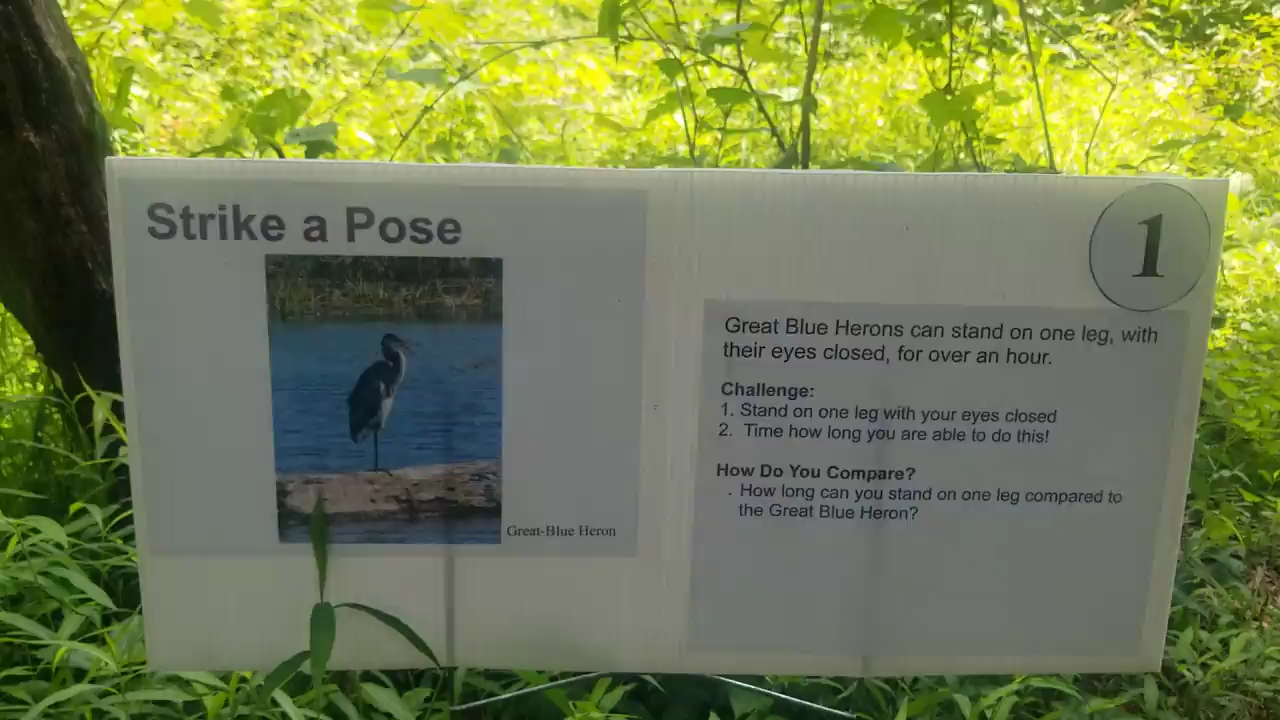 Strike a Pose
Great-Blue Heron
1
Great Blue Herons can stand on one leg, with
their eyes closed, for over an hour.
Challenge:
1. Stand on one leg with your eyes closed
2. Time how long you are able to do this!
How Do You Compare?
. How long can you stand on one leg compared to
the Great Blue Heron?